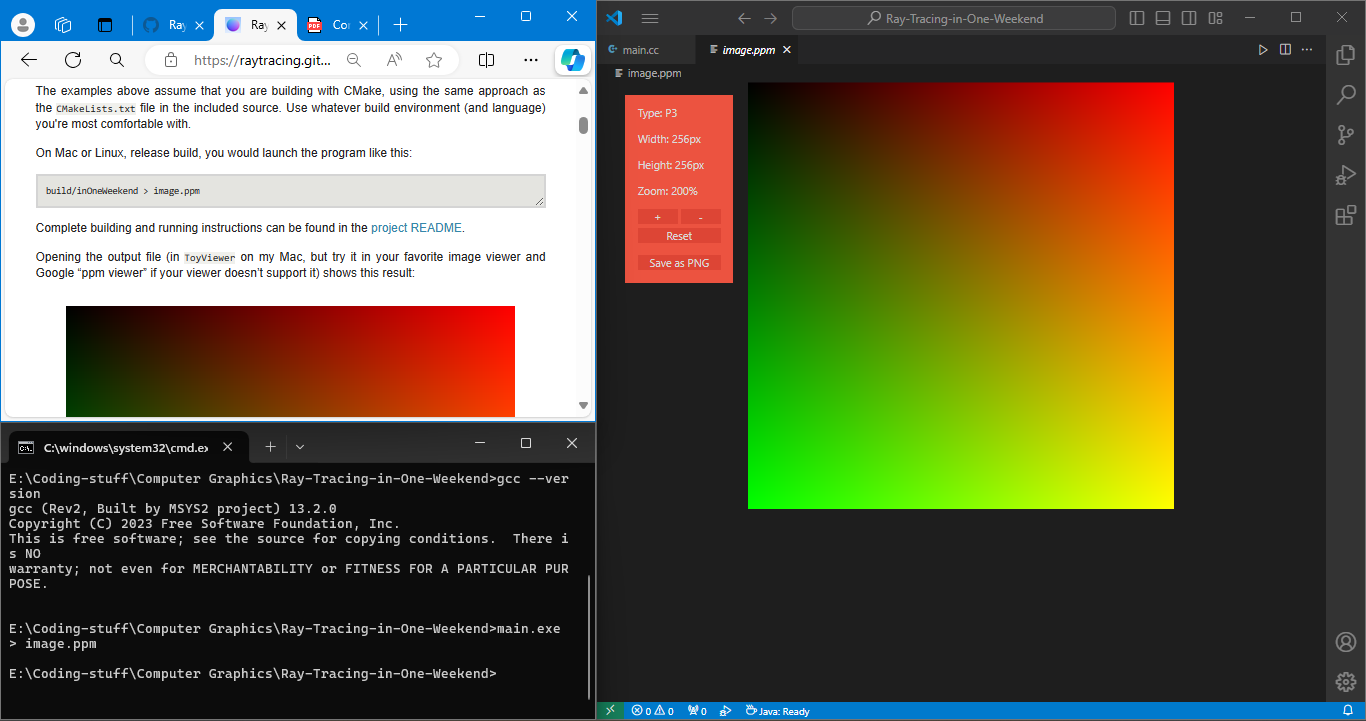 Ray
Ray
Co
https://raytracing.git...
The examples above assume that you are building with CMake, using the same approach as
the CMakeLists.txt file in the included source. Use whatever build environment (and language)
you're most comfortable with.
On Mac or Linux, release build, you would launch the program like this:
build/inOneWeekend > image.ppm
Complete building and running instructions can be found in the project README.
Opening the output file (in ToyViewer on my Mac, but try it in your favorite image viewer and
Google “ppm viewer” if your viewer doesn’t support it) shows this result:
C:\windows\system32\cmd.ex
E:\Coding-stuff\Computer Graphics\Ray-Tracing-in-One-Weekend>gcc --ver
sion
gcc (Rev2, Built by MSYS2 project) 13.2.0
Copyright (C) 2023 Free Software Foundation, Inc.
This is free software; see the source for copying conditions.  There i
s NO
warranty; not even for MERCHANTABILITY or FITNESS FOR A PARTICULAR PUR
POSE.
E:\Coding-stuff\Computer Graphics\Ray-Tracing-in-One-Weekend>main.exe
> image.ppm
E:\Coding-stuff\Computer Graphics\Ray-Tracing-in-One-Weekend>
Ray-Tracing-in-One-Weekend
main.cc
image.ppm
image.ppm
Type: P3
Width: 256px
Height: 256px
Zoom: 200%
+ -
Reset
Save as PNG
0 0 0 Java: Ready